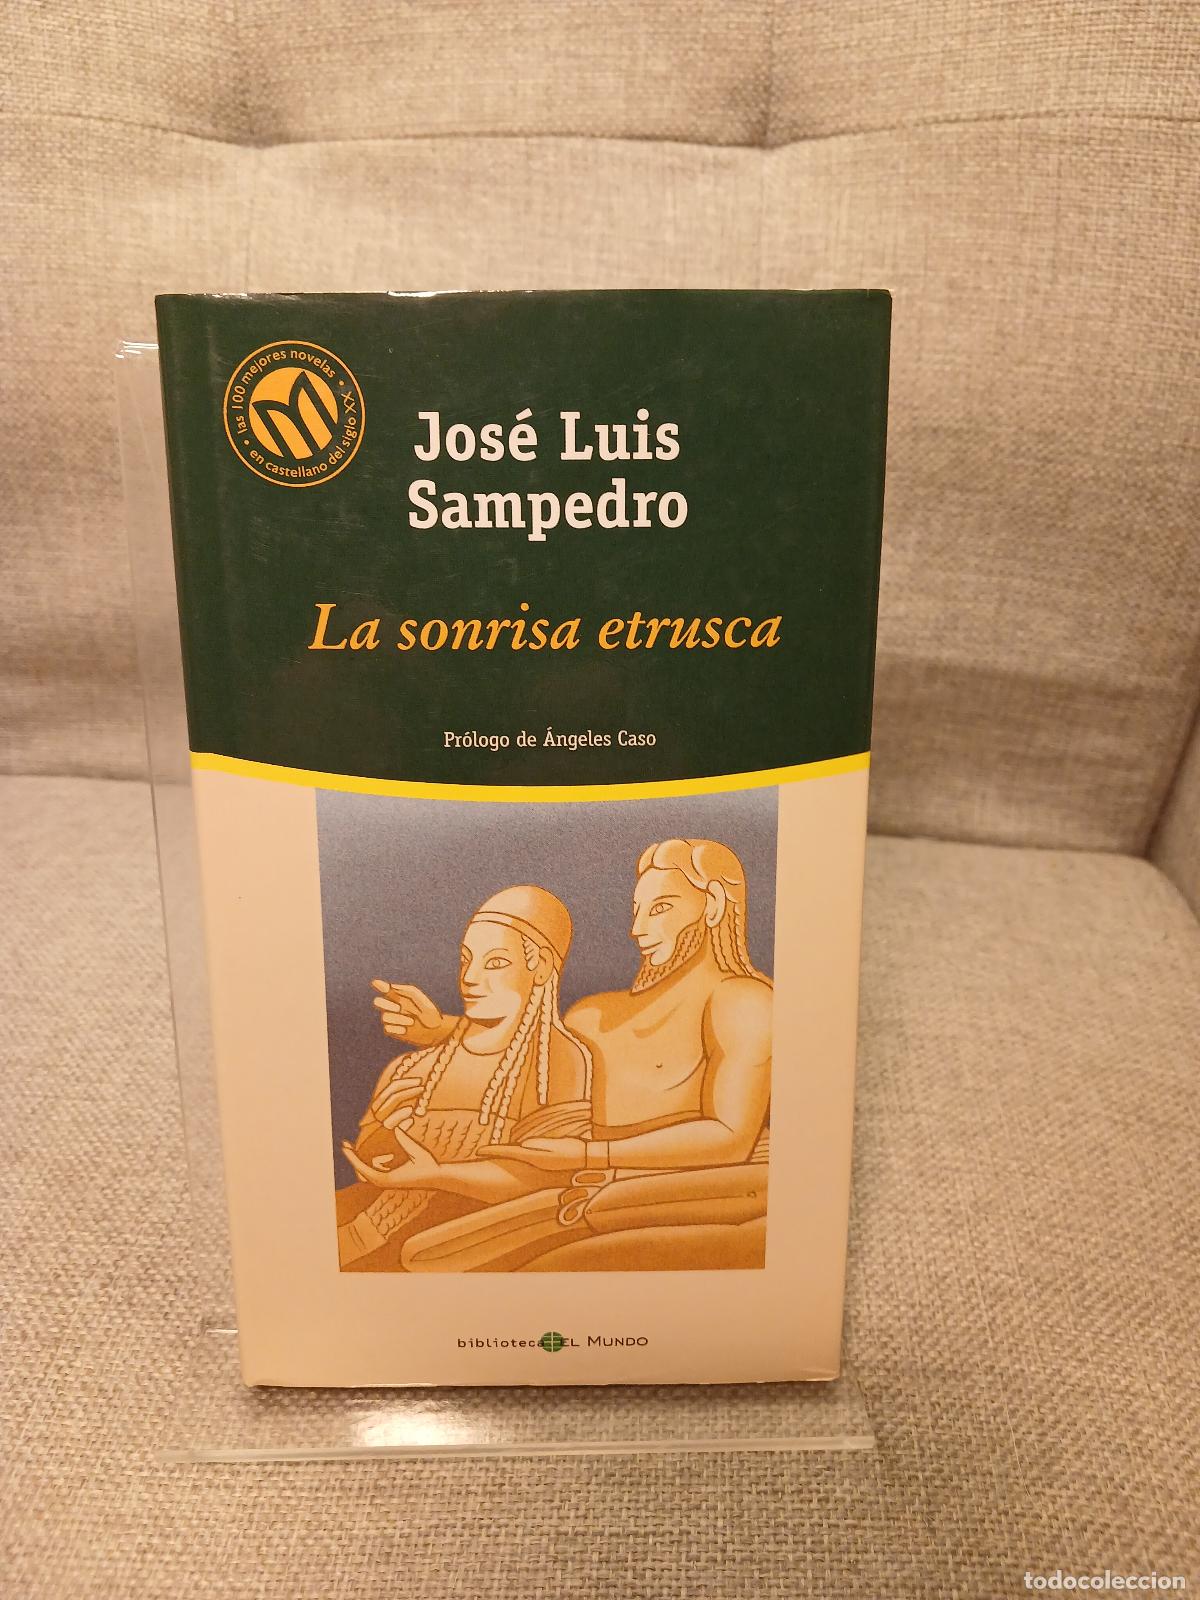 las 100 mejores novelas
en castellano del siglo XX
José Luis
Sampedro
La sonrisa etrusca
Prólogo de Ángeles Caso
biblioteca EL MUNDO
todocoleccion